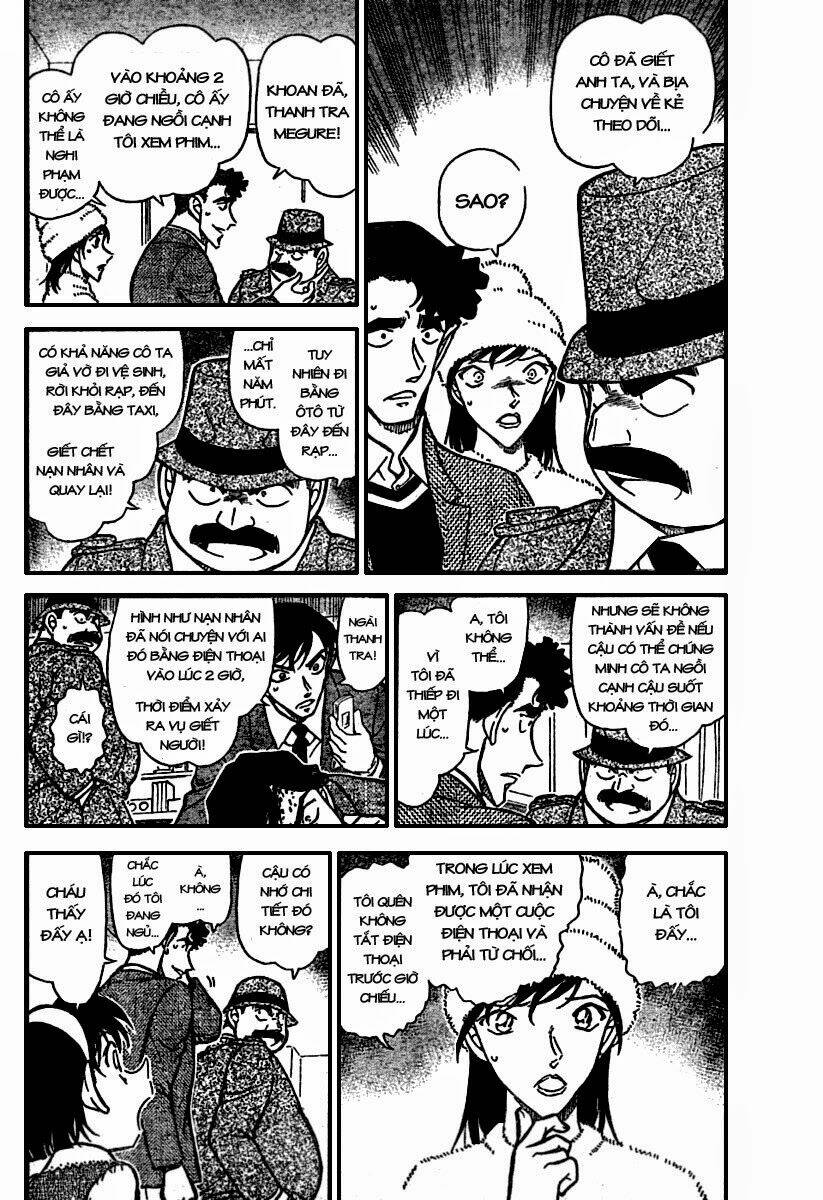 CÔ ĐÃ GIẾT
ANH TA, VÀ BỊA
CHUYỆN VỀ KẺ
THEO DÕI...
SAO?
KHOAN ĐÃ,
THANH TRA
MEGURE!
VÀO KHOẢNG 2
GIỜ CHIỀU, CÔ ẤY
ĐANG NGỒI CẠNH
TÔI XEM PHIM...
CÔ ẤY
KHÔNG
THỂ LÀ
NGHI
PHẠM
ĐƯỢC...
TUY
NHIÊN ĐI
BẰNG
ÔTÔ TỪ
ĐÂY ĐẾN
RẠP...
...CHỈ
MẤT
NĂM
PHÚT.
CÓ KHẢ NĂNG CÔ TA
GIẢ VỜ ĐI VỆ SINH,
RỜI KHỎI RẠP, ĐẾN
ĐÂY BẰNG TAXI,
GIẾT CHẾT
NẠN NHÂN VÀ
QUAY LẠI!
NHƯNG SẼ KHÔNG
THÀNH VẤN ĐỀ NẾU
CẬU CÓ THỂ CHỨNG
MINH CÔ TA NGỒI
CẠNH CẬU SUỐT
KHOẢNG THỜI GIAN
ĐÓ...
A, TÔI
KHÔNG
THỂ...
VÌ
TÔI ĐÃ
THIẾP ĐI
MỘT
LÚC...
NGÀI
THANH
TRA!
HÌNH NHƯ NẠN NHÂN
ĐÃ NÓI CHUYỆN VỚI AI
ĐÓ BẰNG ĐIỆN THOẠI
VÀO LÚC 2 GIỜ,
THỜI ĐIỂM XẢY
RA VỤ GIẾT
NGƯỜI!
CÁI
GÌ!?
À, CHẮC
LÀ TÔI
ĐẤY...
TRONG LÚC XEM
PHIM, TÔI ĐÃ NHẬN
ĐƯỢC MỘT CUỘC
ĐIỆN THOẠI VÀ
PHẢI TỪ CHỐI...
TÔI QUÊN
KHÔNG
TẮT ĐIỆN
THOẠI
TRƯỚC GIỜ
CHIẾU...
CẬU CÓ
NHỚ CHI
TIẾT ĐÓ
KHÔNG?
À,
KHÔNG
...
CHẮC
LÚC
ĐÓ TÔI
ĐANG
NGỦ...
CHÁU
THẤY
ĐẤY Ạ!